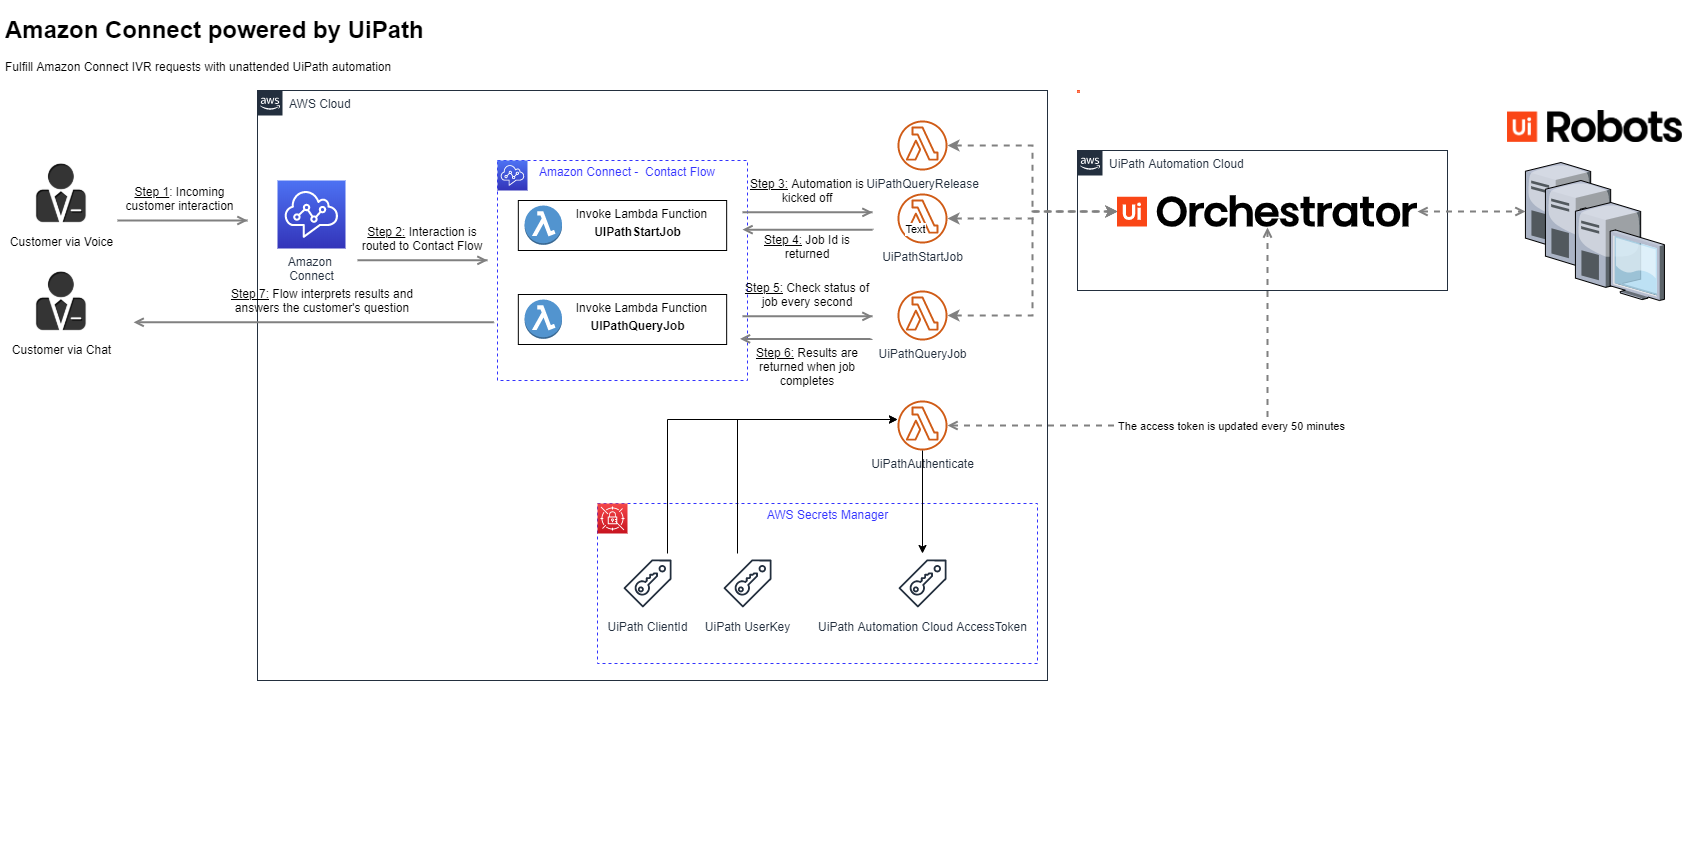 Amazon Connect powered by UiPath
Fulfill Amazon Connect IVR requests with unattended UiPath automation
aws
AWS Cloud
Ui Robots
aws
UiPath Automation Cloud
Customer via Voice
Step 1: Incoming
customer interaction
Amazon
Connect
Step 2: Interaction is
routed to Contact Flow
Amazon Connect - Contact Flow
Invoke Lambda Function
UIPathStartJob
Step 3: Automation is
kicked off
UiPathQueryRelease
Text
Step 4: Job Id is
returned
UiPathStartJob
Ui Orchestrator
Customer via Chat
Step 7: Flow interprets results and
answers the customer's question
Invoke Lambda Function
UIPathQueryJob
Step 5: Check status of
job every second
Step 6: Results are
returned when job
completes
UiPathQueryJob
The access token is updated every 50 minutes
UiPathAuthenticate
AWS Secrets Manager
UiPath ClientId
UiPath UserKey
UiPath Automation Cloud AccessToken